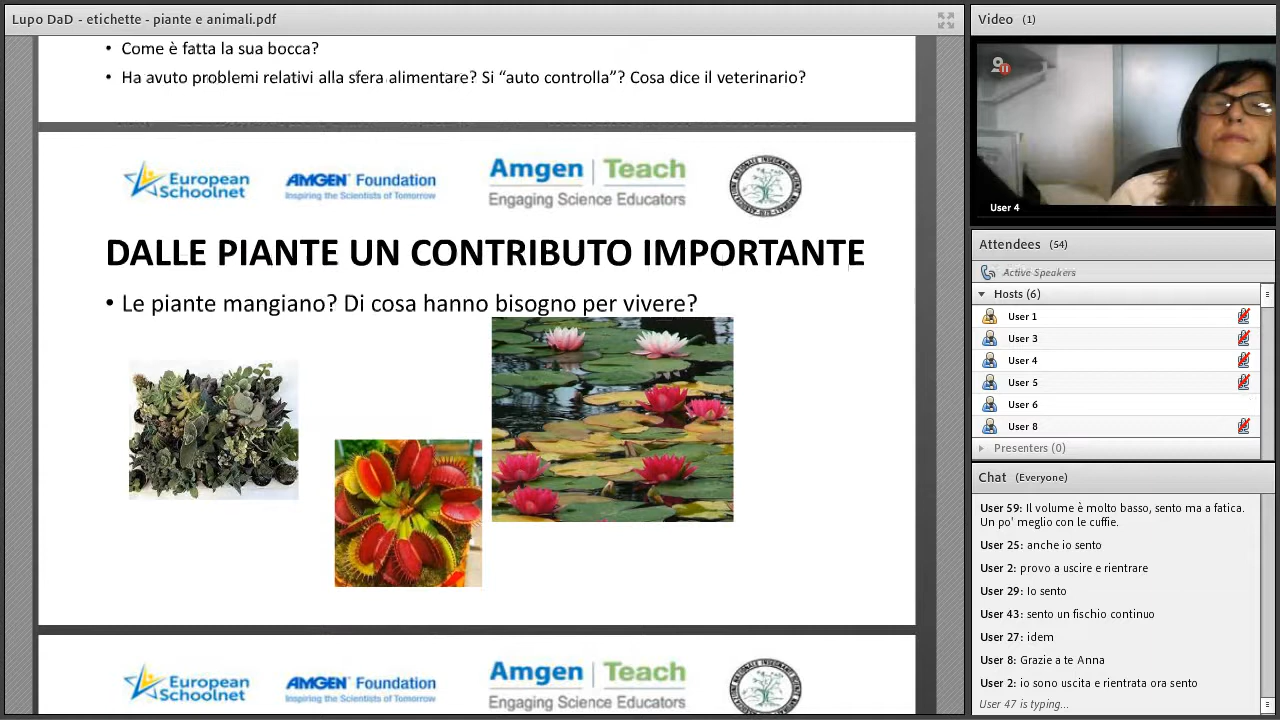 Lupo DaD - etichette - piante e animali.pdf
• Come è fatta la sua bocca?
• Ha avuto problemi relativi alla sfera alimentare? Si “auto controlla”? Cosa dice il veterinario?
European Schoolnet
AMGEN Foundation
Inspiring the Scientists of Tomorrow
Amgen | Teach
Engaging Science Educators
DALLE PIANTE UN CONTRIBUTO IMPORTANTE
• Le piante mangiano? Di cosa hanno bisogno per vivere?
European Schoolnet
AMGEN Foundation
Inspiring the Scientists of Tomorrow
Amgen | Teach
Engaging Science Educators
Video (1)
User 4
Attendees (54)
Active Speakers
Hosts (6)
User 1
User 3
User 4
User 5
User 6
User 8
Presenters (0)
Chat (Everyone)
User 59: Il volume è molto basso, sento ma a fatica.
Un po' meglio con le cuffie.
User 25: anche io sento
User 2: provo a uscire e rientrare
User 29: Io sento
User 43: sento un fischio continuo
User 27: idem
User 8: Grazie a te Anna
User 2: io sono uscita e rientrata ora sento
User 47 is typing...